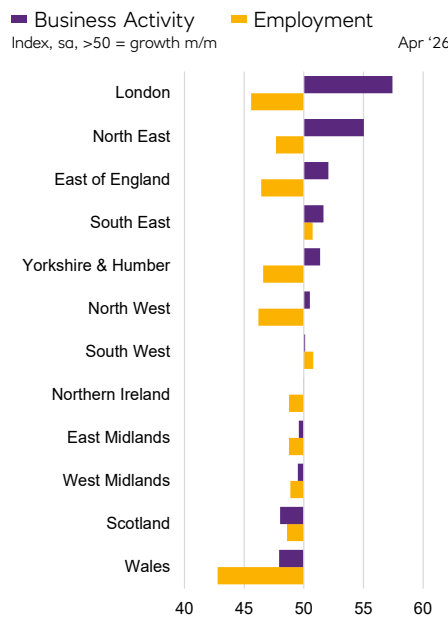 Business Activity Employment
Index, sa, >50 = growth m/m Apr ‘26
London
North East
East of England
South East
Yorkshire & Humber
North West
South West
Northern Ireland
East Midlands
West Midlands
Scotland
Wales
40 45 50 55 60